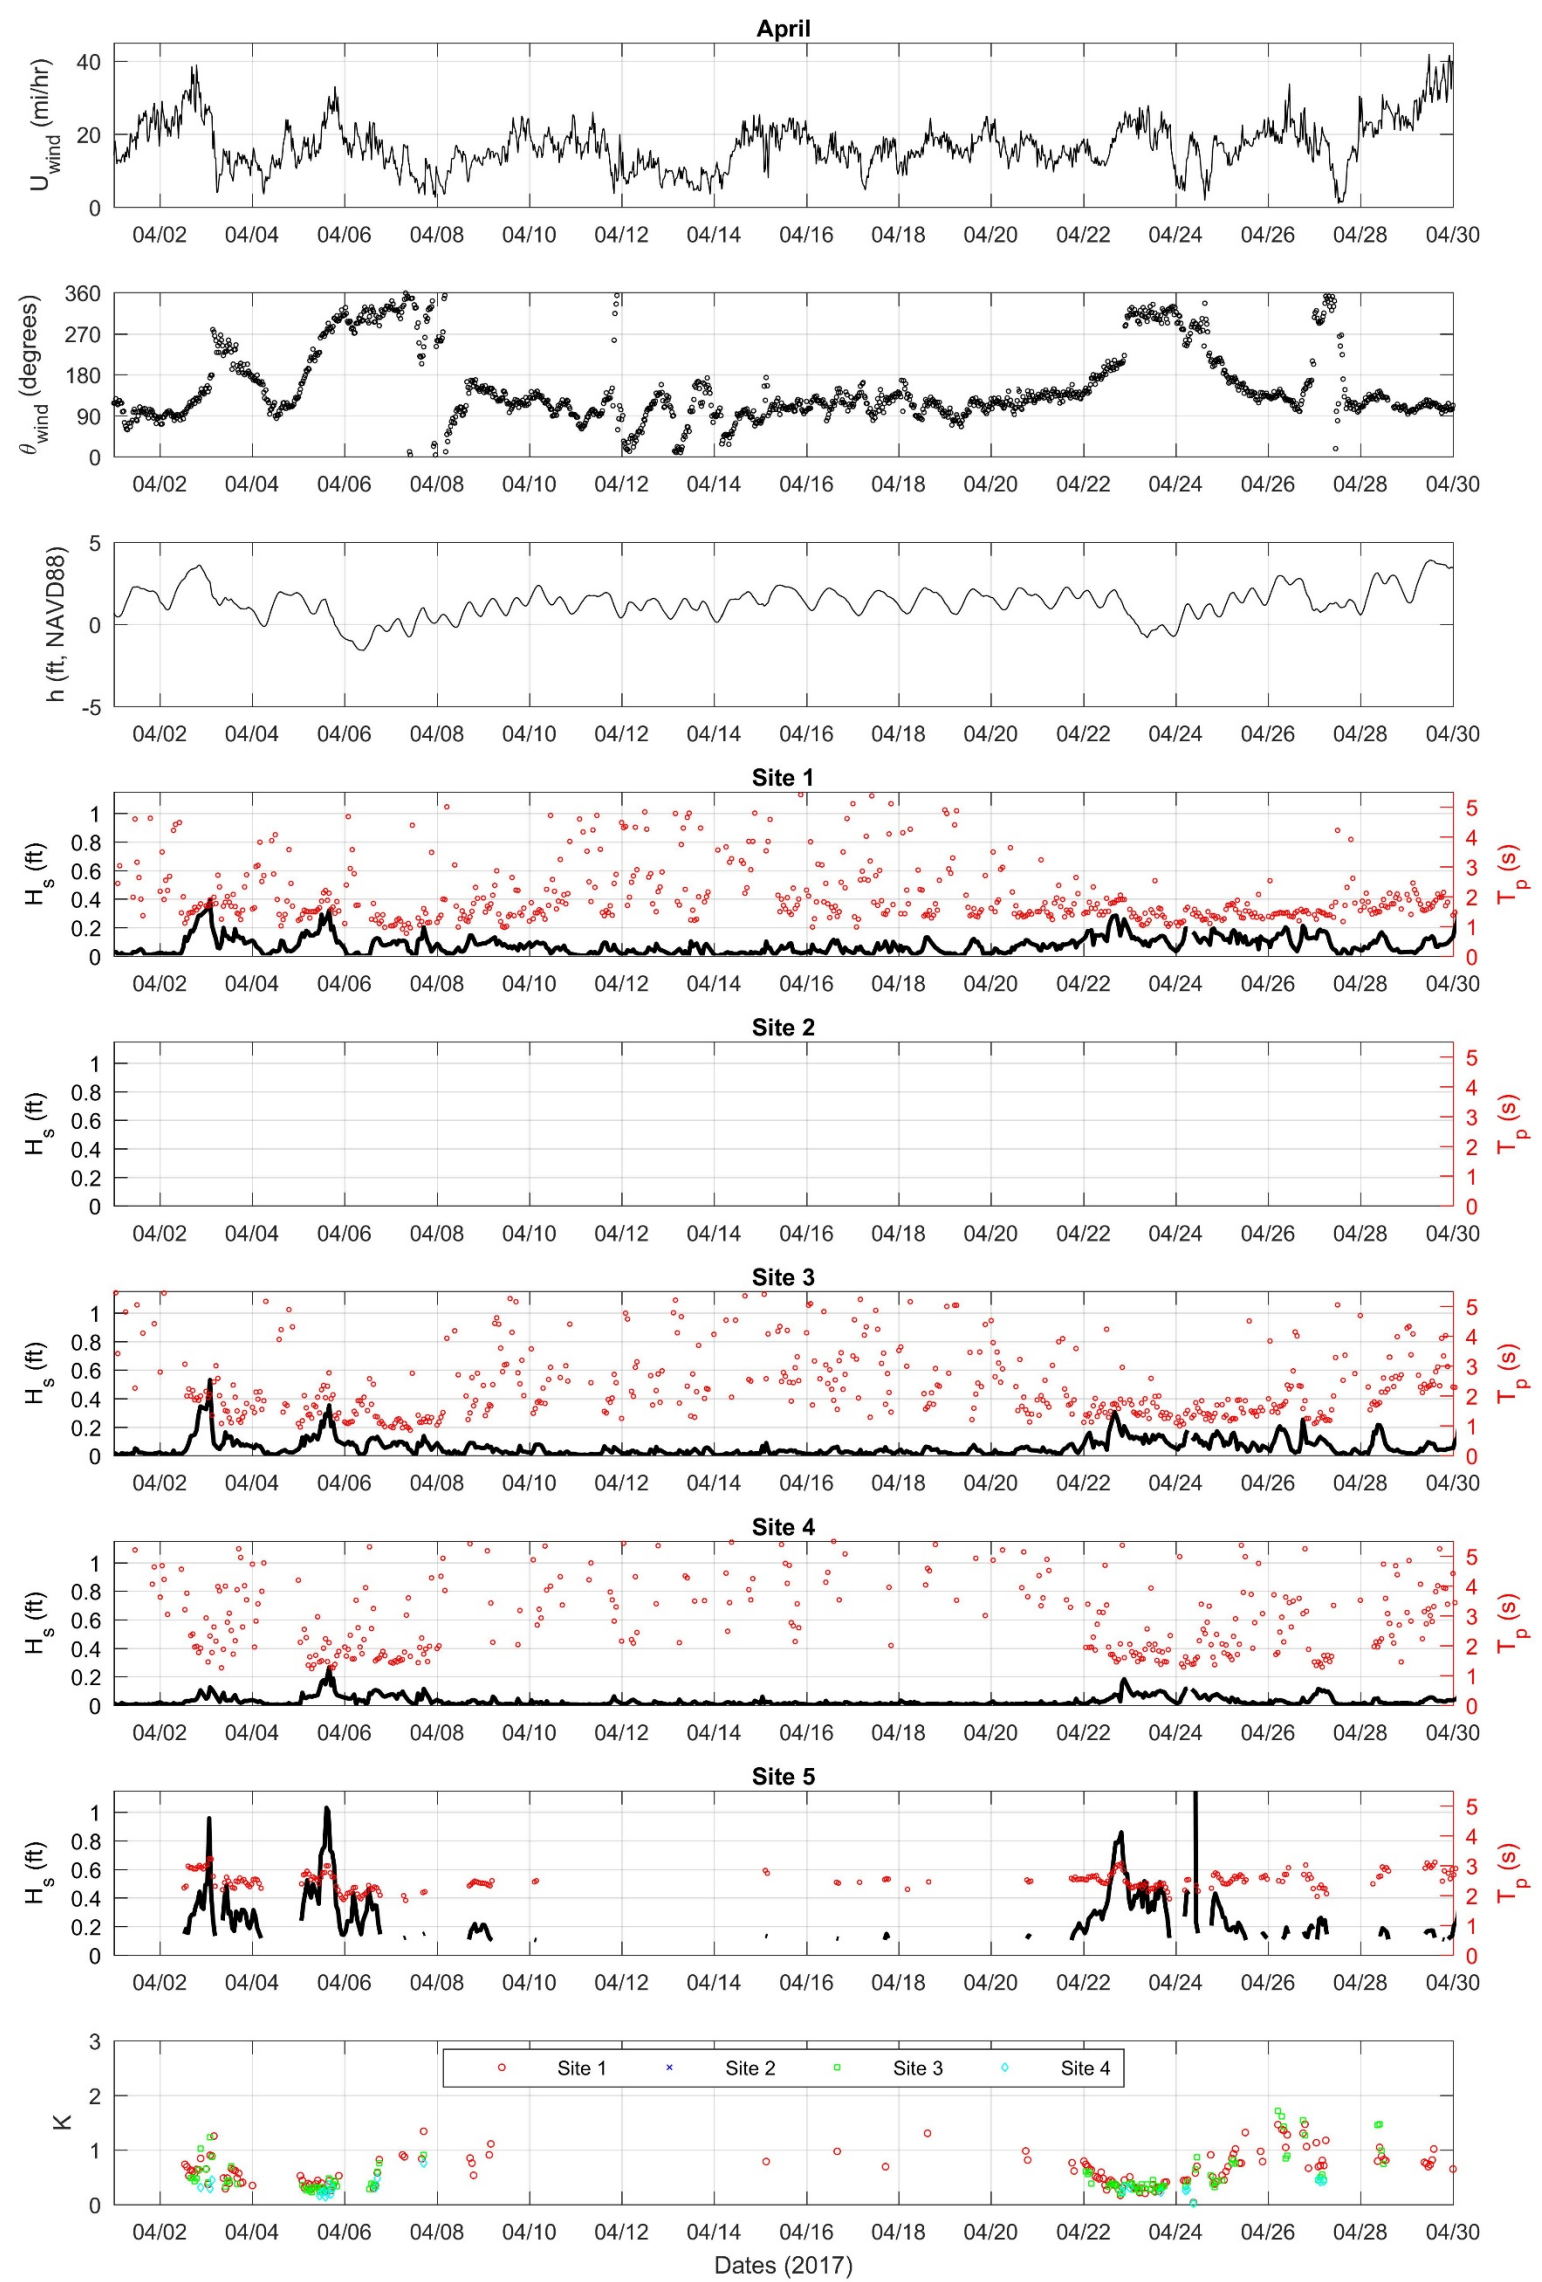 April
U_wind (mi/hr)
40
20
0
04/02 04/04 04/06 04/08 04/10 04/12 04/14 04/16 04/18 04/20 04/22 04/24 04/26 04/28 04/30
θ_wind (degrees)
360
270
180
90
0
04/02 04/04 04/06 04/08 04/10 04/12 04/14 04/16 04/18 04/20 04/22 04/24 04/26 04/28 04/30
h (ft, NAVD88)
5
0
-5
04/02 04/04 04/06 04/08 04/10 04/12 04/14 04/16 04/18 04/20 04/22 04/24 04/26 04/28 04/30
Site 1
H_s (ft)
1
0.8
0.6
0.4
0.2
0
5
4
3
2
1
0
T_p (s)
04/02 04/04 04/06 04/08 04/10 04/12 04/14 04/16 04/18 04/20 04/22 04/24 04/26 04/28 04/30
Site 2
H_s (ft)
1
0.8
0.6
0.4
0.2
0
5
4
3
2
1
0
T_p (s)
04/02 04/04 04/06 04/08 04/10 04/12 04/14 04/16 04/18 04/20 04/22 04/24 04/26 04/28 04/30
Site 3
H_s (ft)
1
0.8
0.6
0.4
0.2
0
5
4
3
2
1
0
T_p (s)
04/02 04/04 04/06 04/08 04/10 04/12 04/14 04/16 04/18 04/20 04/22 04/24 04/26 04/28 04/30
Site 4
H_s (ft)
1
0.8
0.6
0.4
0.2
0
5
4
3
2
1
0
T_p (s)
04/02 04/04 04/06 04/08 04/10 04/12 04/14 04/16 04/18 04/20 04/22 04/24 04/26 04/28 04/30
Site 5
H_s (ft)
1
0.8
0.6
0.4
0.2
0
5
4
3
2
1
0
T_p (s)
04/02 04/04 04/06 04/08 04/10 04/12 04/14 04/16 04/18 04/20 04/22 04/24 04/26 04/28 04/30
K
3
2
1
0
Site 1 Site 2 Site 3 Site 4
04/02 04/04 04/06 04/08 04/10 04/12 04/14 04/16 04/18 04/20 04/22 04/24 04/26 04/28 04/30
Dates (2017)